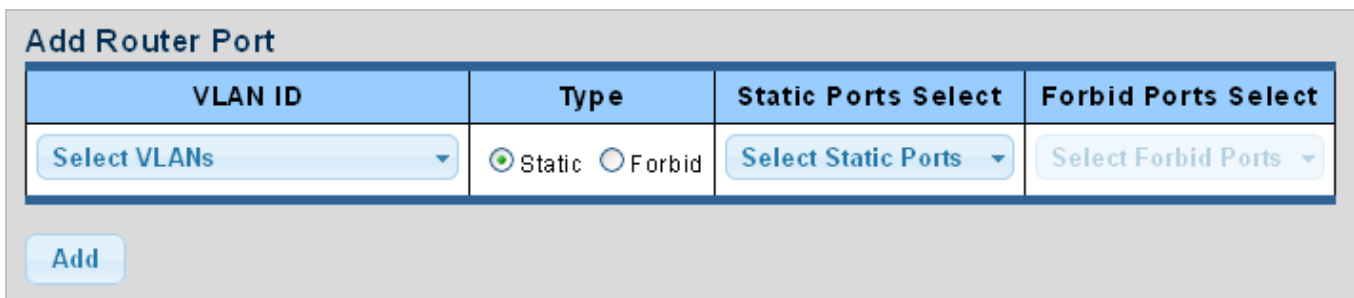 Add Router Port
VLAN ID Type Static Ports Select Forbid Ports Select
Select VLANs Static Forbid Select Static Ports Select Forbid Ports
Add